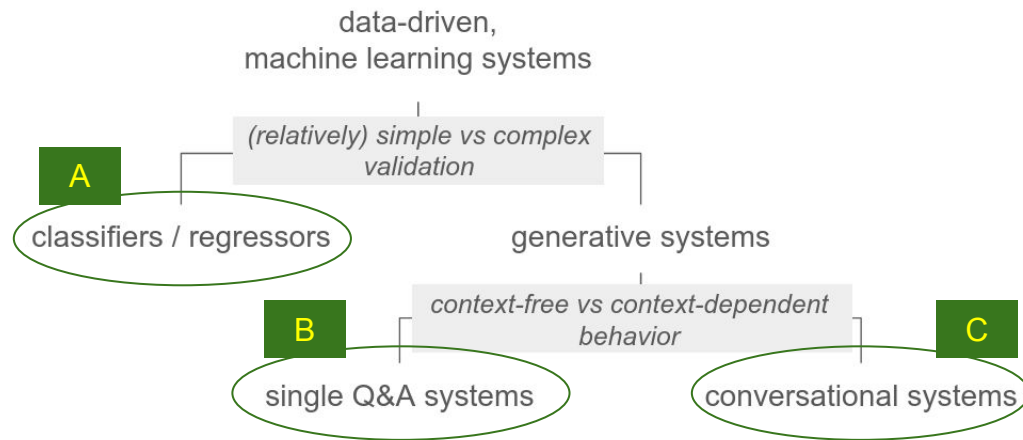 data-driven,
machine learning systems
(relatively) simple vs complex
validation
A
classifiers / regressors
generative systems
context-free vs context-dependent
behavior
B
C
single Q&A systems
conversational systems